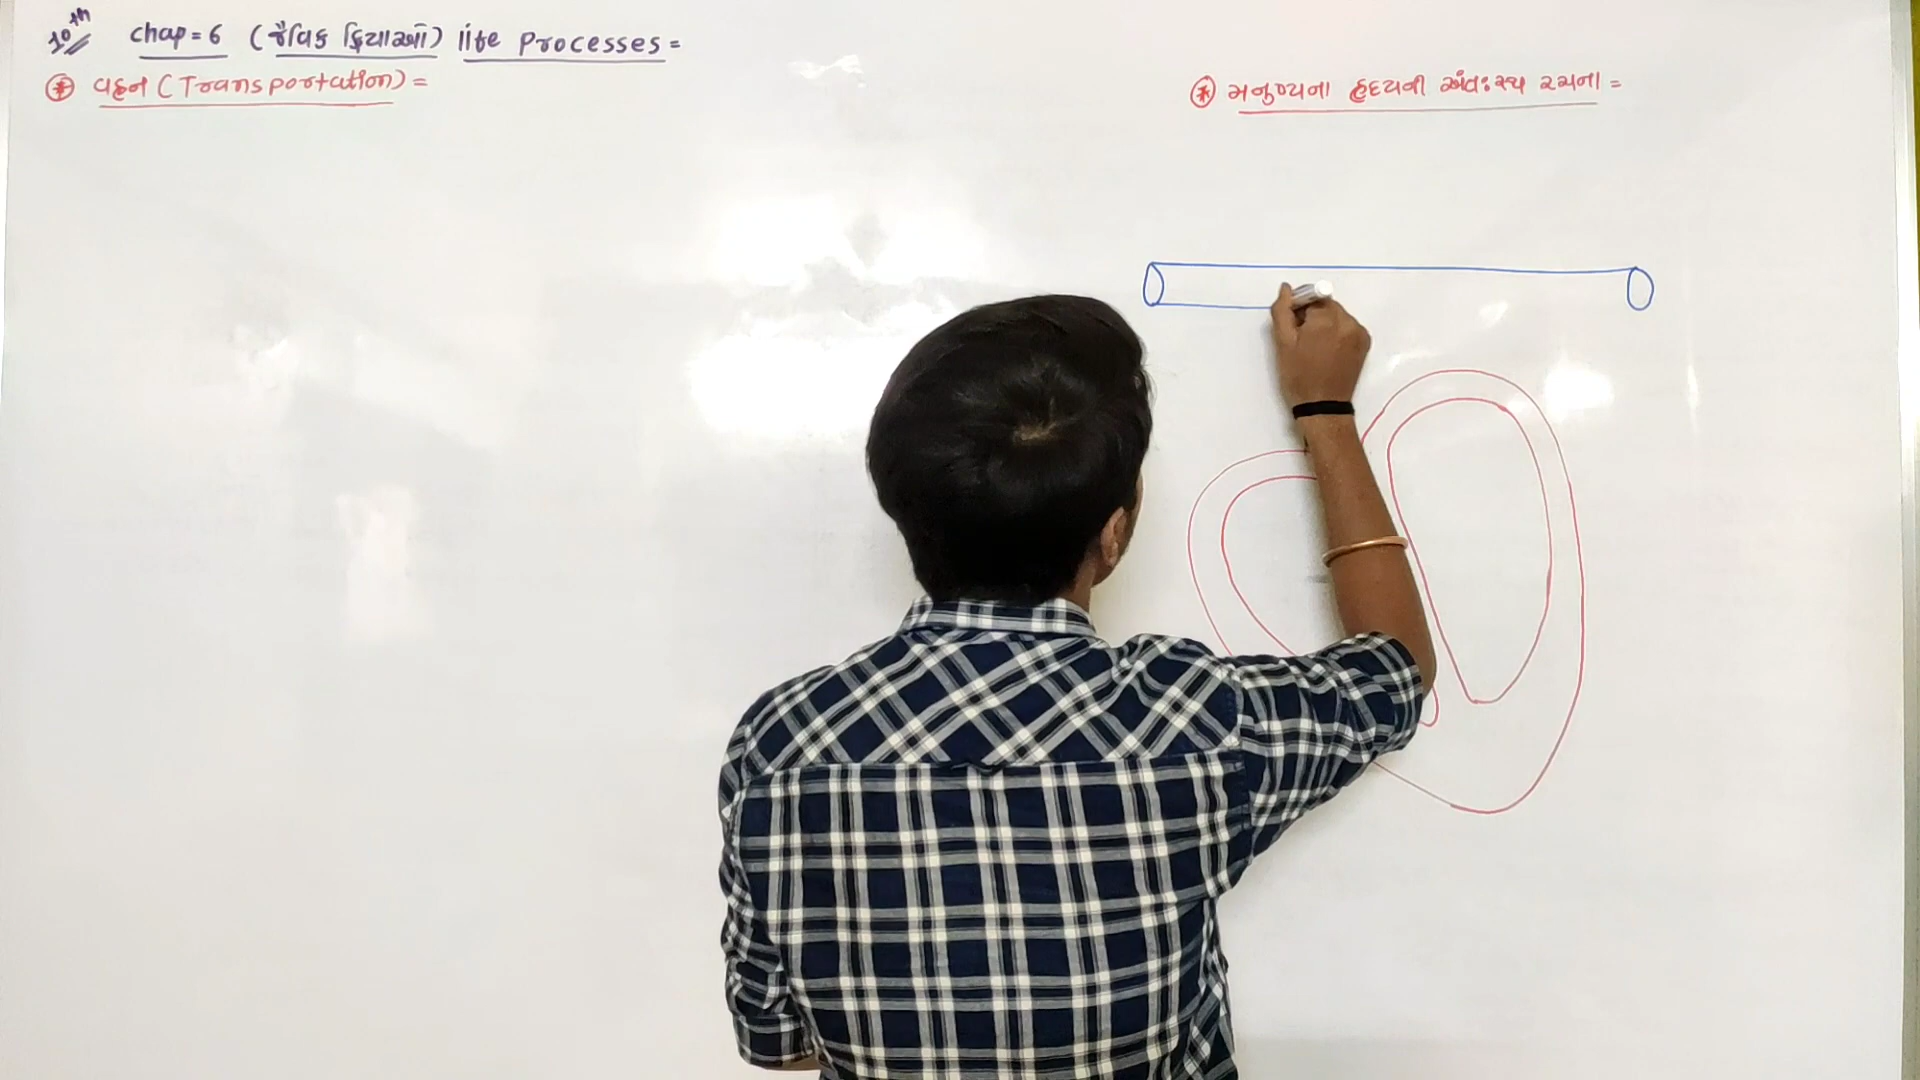 10th chap = 6 (જૈવિક ક્રિયાઓ) life Processes =
* વહન (Transportation) =
* મનુષ્યના હૃદયની અંતઃસ્થ રચના =